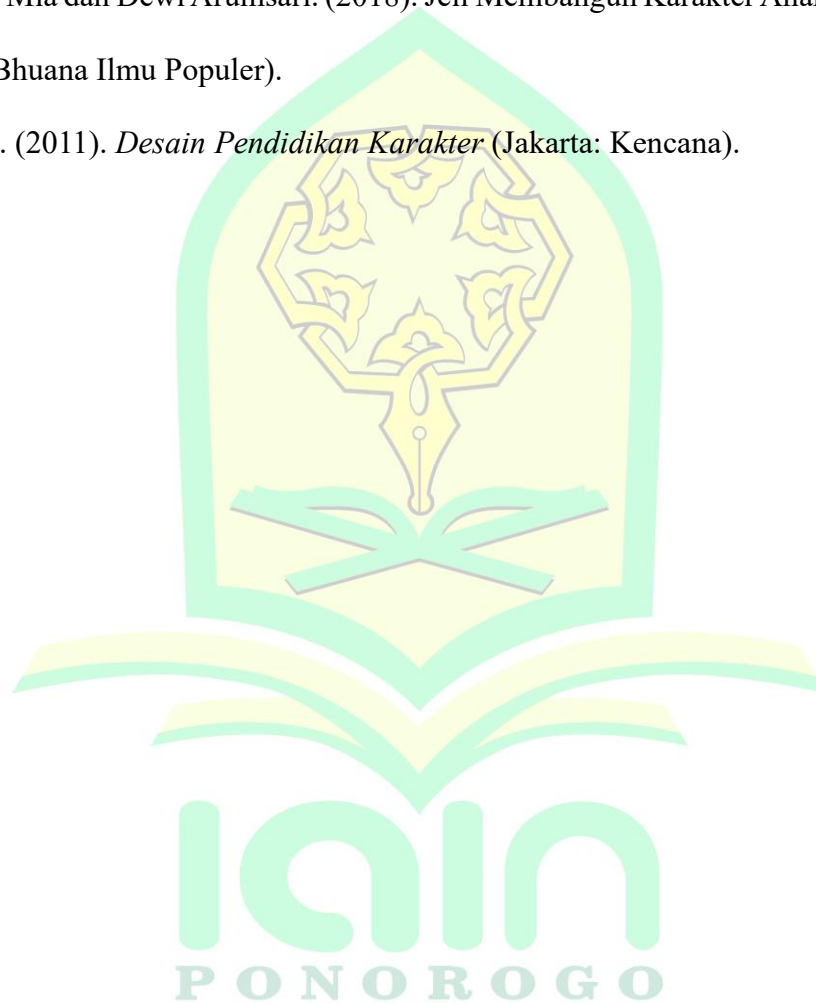 Mia dan Dewi Arumsari. (2018). Jeli Membangun Karakter Anak
Bhuana Ilmu Populer).
. (2011). Desain Pendidikan Karakter (Jakarta: Kencana).
iain
PONOROGO